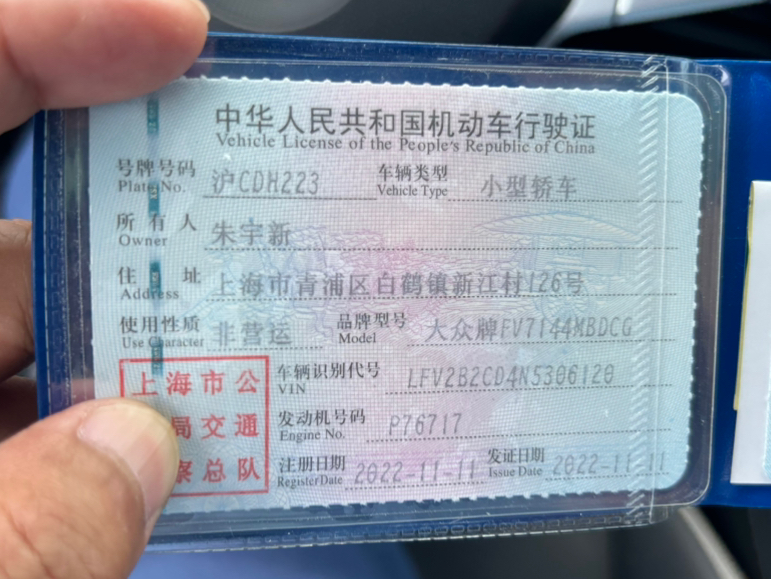 中华人民共和国机动车行驶证
Vehicle License of the People's Republic of China
号牌号码 Plate No. 沪CDH223 车辆类型 Vehicle Type 小型轿车
所有人 Owner 朱宇新
住址 Address 上海市青浦区白鹤镇新江村126号
使用性质 Use Character 非营运 品牌型号 Model 大众牌FV7144MBDCG
上海市公
局交通
察总队
车辆识别代号 VIN LFV2B2CD4N5306120
发动机号码 Engine No. P76717
注册日期 Register Date 2022-11-11 发证日期 Issue Date 2022-11-11